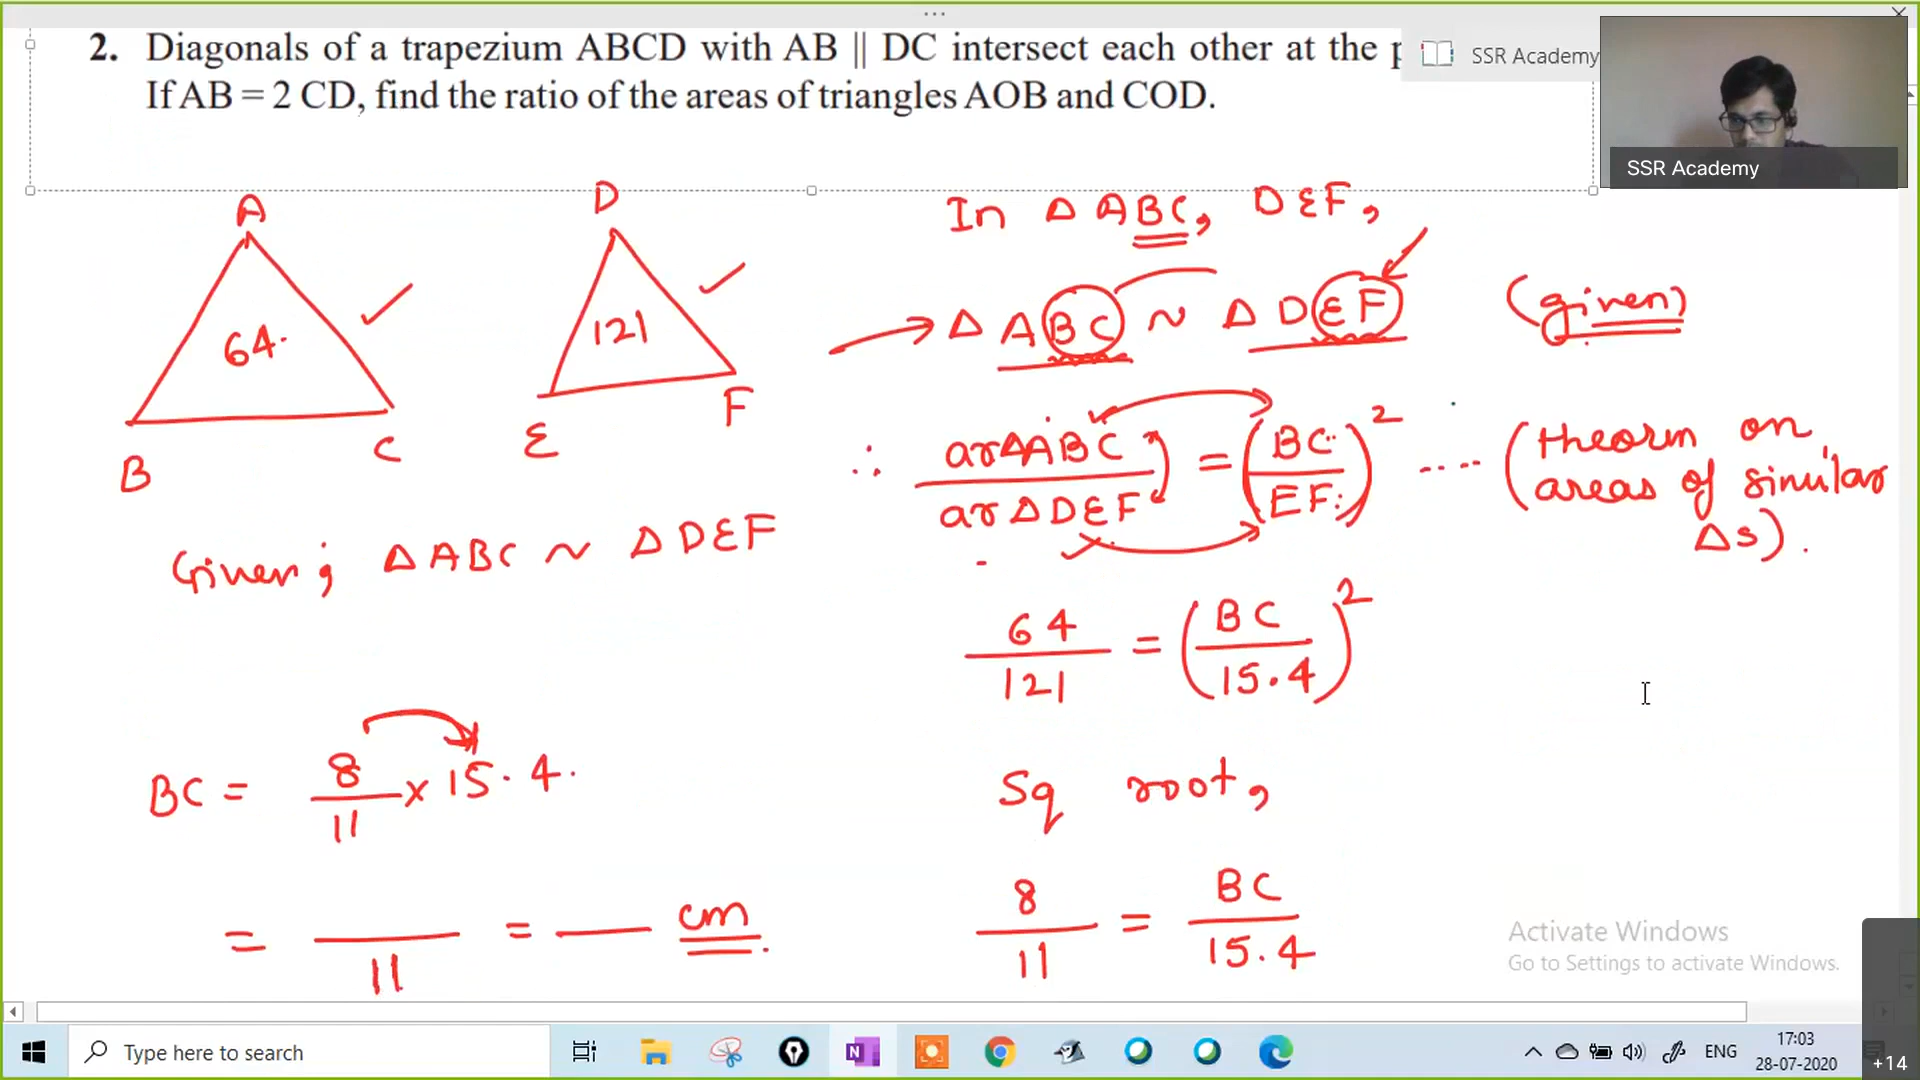 2. Diagonals of a trapezium ABCD with AB || DC intersect each other at the p
If AB = 2 CD, find the ratio of the areas of triangles AOB and COD.
SSR Academy
SSR Academy
A
D
64.
121
B
C
E
F
Given; Δ ABC ~ Δ DEF
In Δ ABC, DEF,
Δ ABC ~ Δ DEF (given)
∴ arΔABC / arΔDEF = (BC / EF)² .... (theorm on
areas of similar
Δs).
64 / 121 = (BC / 15.4)²
Sq root,
8 / 11 = BC / 15.4
BC = 8 / 11 × 15.4.
= — / 11 = — cm.
Activate Windows
Go to Settings to activate Windows.
Type here to search
ENG
17:03
28-07-2020
+14